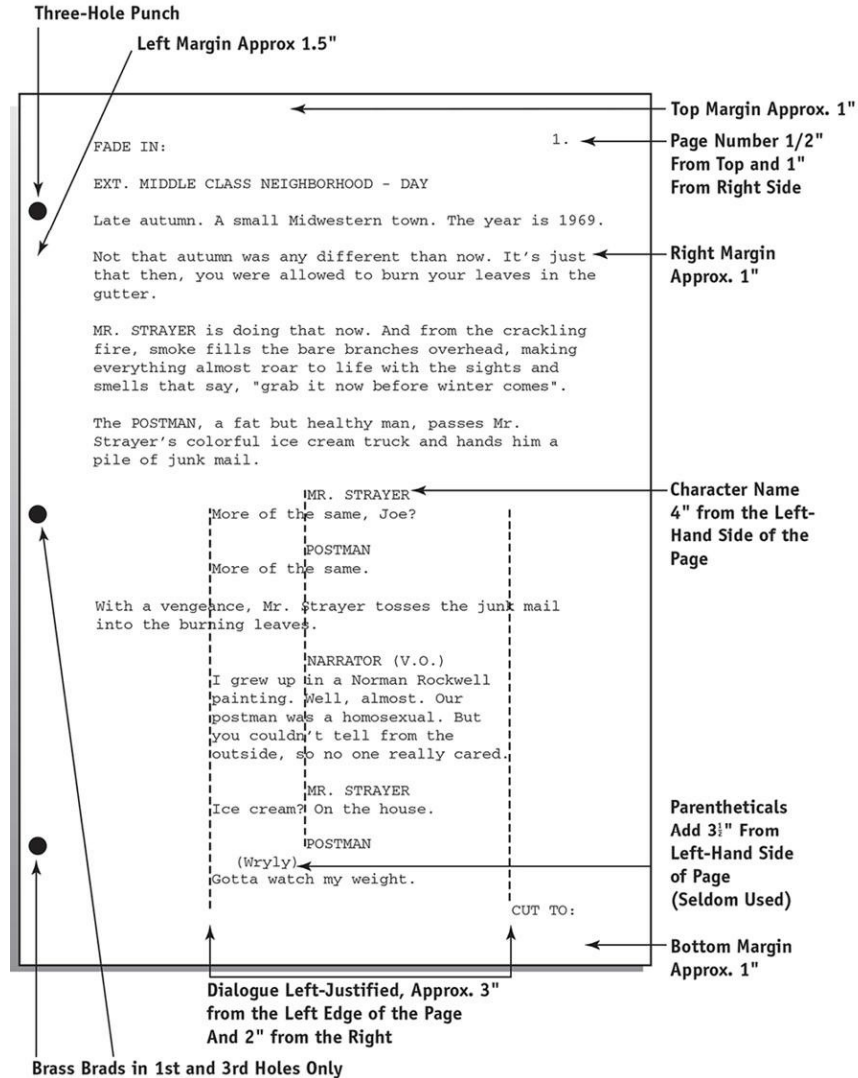 Three-Hole Punch
Left Margin Approx 1.5"
Top Margin Approx. 1"
1.
Page Number 1/2"
From Top and 1"
From Right Side
FADE IN:
EXT. MIDDLE CLASS NEIGHBORHOOD - DAY
Late autumn. A small Midwestern town. The year is 1969.
Not that autumn was any different than now. It's just
that then, you were allowed to burn your leaves in the
gutter.
Right Margin
Approx. 1"
MR. STRAYER is doing that now. And from the crackling
fire, smoke fills the bare branches overhead, making
everything almost roar to life with the sights and
smells that say, "grab it now before winter comes".
The POSTMAN, a fat but healthy man, passes Mr.
Strayer's colorful ice cream truck and hands him a
pile of junk mail.
MR. STRAYER
More of the same, Joe?
Character Name
4" from the Left-
Hand Side of the
Page
POSTMAN
More of the same.
With a vengeance, Mr. Strayer tosses the junk mail
into the burning leaves.
NARRATOR (V.O.)
I grew up in a Norman Rockwell
painting. Well, almost. Our
postman was a homosexual. But
you couldn't tell from the
outside, so no one really cared.
MR. STRAYER
Ice cream? On the house.
POSTMAN
(Wryly)
Gotta watch my weight.
Parentheticals
Add 3½" From
Left-Hand Side
of Page
(Seldom Used)
CUT TO:
Bottom Margin
Approx. 1"
Dialogue Left-Justified, Approx. 3"
from the Left Edge of the Page
And 2" from the Right
Brass Brads in 1st and 3rd Holes Only